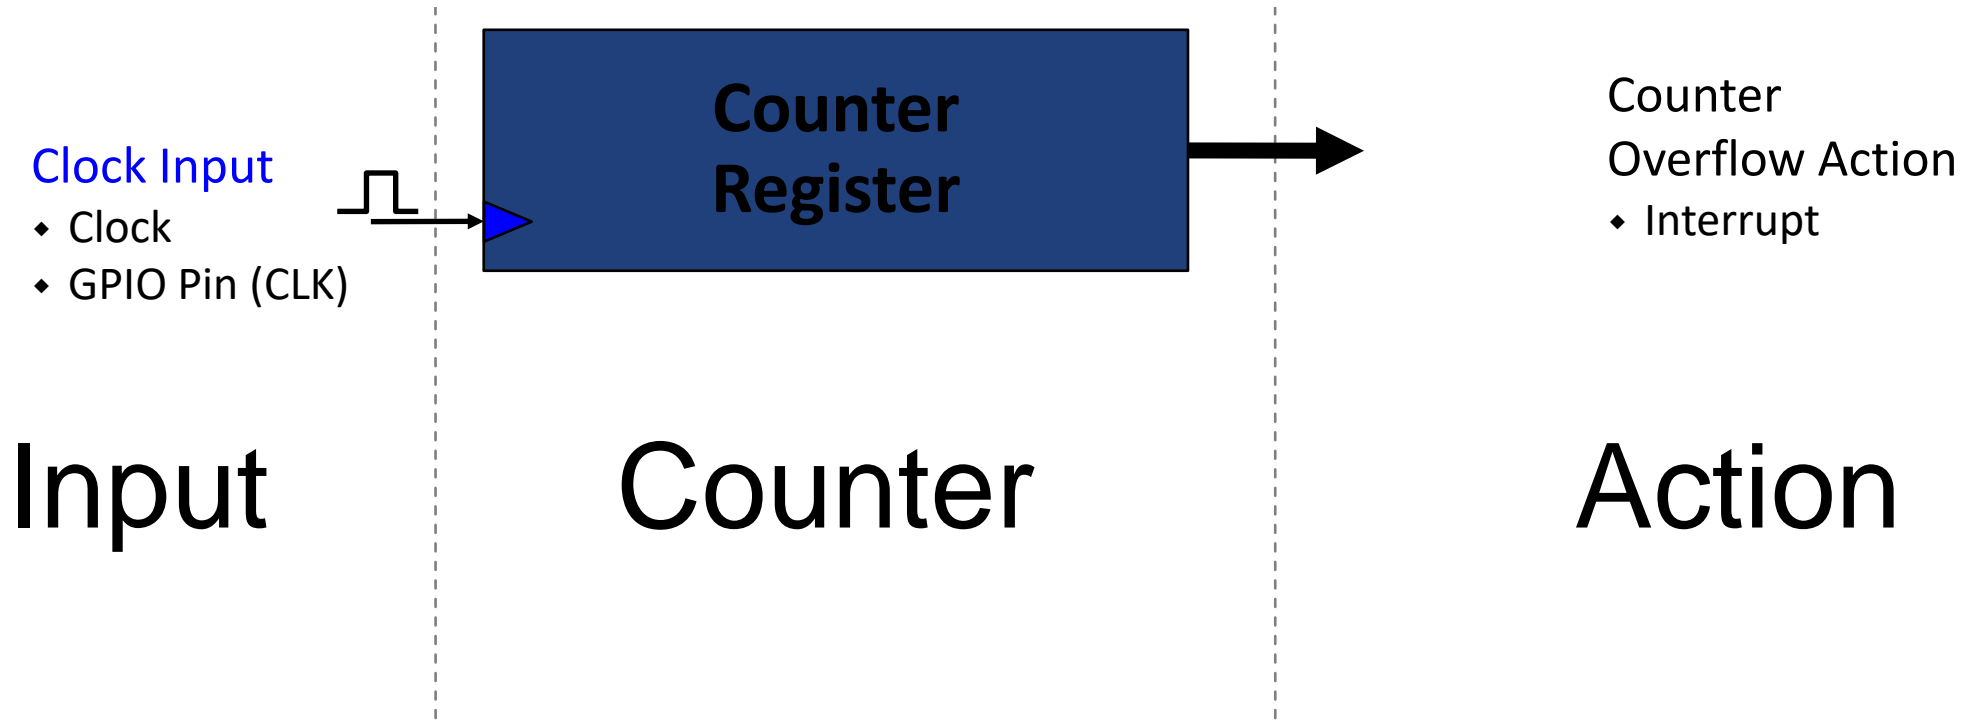 Clock Input
◆ Clock
◆ GPIO Pin (CLK)
Counter
Register
Counter
Overflow Action
◆ Interrupt
Input
Counter
Action